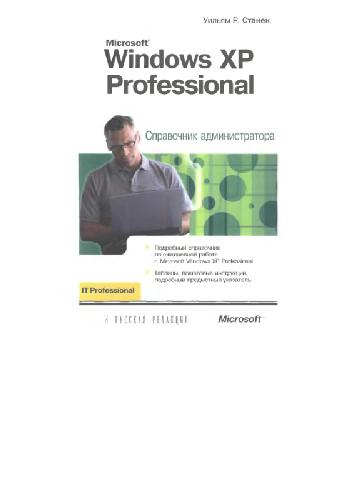 Уильям Р. Станек
Microsoft®
Windows XP
Professional
Справочник администратора
Подробный справочник
по ежедневной работе
с Microsoft Windows XP Professional
Таблицы, пошаговые инструкции,
подробный предметный указатель
IT Professional
РУССКАЯ РЕДАКЦИЯ
Microsoft™